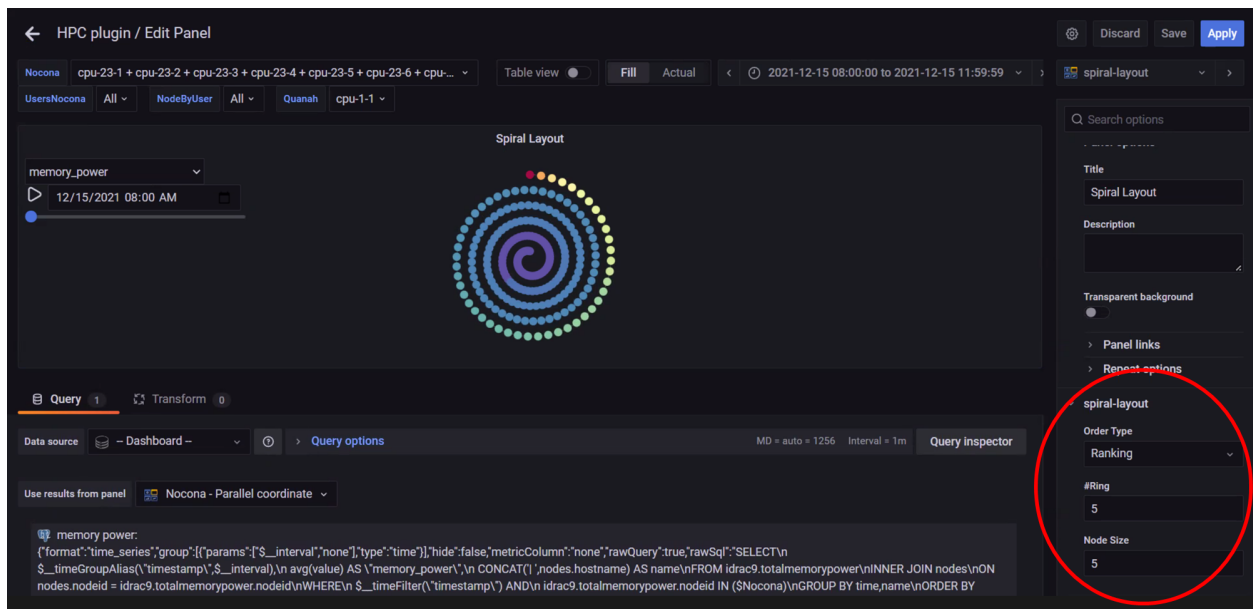 HPC plugin / Edit Panel
Discard Save Apply
Nocona cpu-23-1 + cpu-23-2 + cpu-23-3 + cpu-23-4 + cpu-23-5 + cpu-23-6 + cpu-...
Table view Fill Actual 2021-12-15 08:00:00 to 2021-12-15 11:59:59
spiral-layout
UsersNocona All NodeByUser All Quanah cpu-1-1
Search options
Spiral Layout
memory_power
12/15/2021 08:00 AM
Title
Spiral Layout
Description
Transparent background
Panel links
Repeat options
spiral-layout
Order Type
Ranking
#Ring
5
Node Size
5
Query 1 Transform 0
Data source -- Dashboard -- Query options MD = auto = 1256 Interval = 1m Query inspector
Use results from panel Nocona - Parallel coordinate
memory power:
{"format":"time_series","group":[{"params":["$__interval","none"],"type":"time"}],"hide":false,"metricColumn":"none","rawQuery":true,"rawSql":"SELECT\n
$__timeGroupAlias(\"timestamp\",$__interval),\n avg(value) AS \"memory_power\",\n CONCAT('| ',nodes.hostname) AS name\nFROM idrac9.totalmemorypower\nINNER JOIN nodes\nON
nodes.nodeid = idrac9.totalmemorypower.nodeid\nWHERE\n $__timeFilter(\"timestamp\") AND\n idrac9.totalmemorypower.nodeid IN ($Nocona)\nGROUP BY time,name\nORDER BY